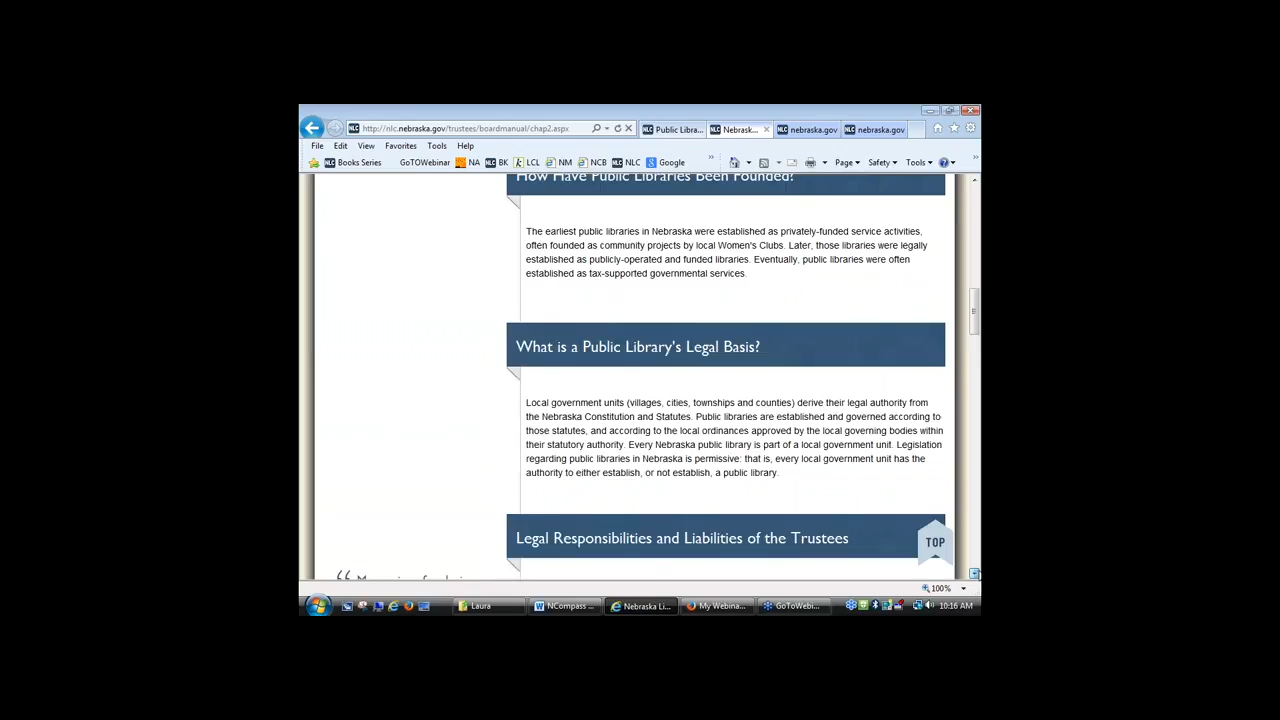 http://nlc.nebraska.gov/trustees/boardmanual/chap2.aspx
NLC Public Libra...
NLC Nebrask...
NLC nebraska.gov
NLC nebraska.gov
File Edit View Favorites Tools Help
NLC Books Series GoTOWebinar NA NLC BK LCL NM NCB NLC Google
Page Safety Tools
How Have Public Libraries Been Founded?
The earliest public libraries in Nebraska were established as privately-funded service activities,
often founded as community projects by local Women's Clubs. Later, those libraries were legally
established as publicly-operated and funded libraries. Eventually, public libraries were often
established as tax-supported governmental services.
What is a Public Library's Legal Basis?
Local government units (villages, cities, townships and counties) derive their legal authority from
the Nebraska Constitution and Statutes. Public libraries are established and governed according to
those statutes, and according to the local ordinances approved by the local governing bodies within
their statutory authority. Every Nebraska public library is part of a local government unit. Legislation
regarding public libraries in Nebraska is permissive: that is, every local government unit has the
authority to either establish, or not establish, a public library.
Legal Responsibilities and Liabilities of the Trustees
TOP
100%
Laura
NCompass ...
Nebraska Li...
My Webina...
GoToWebi...
10:16 AM